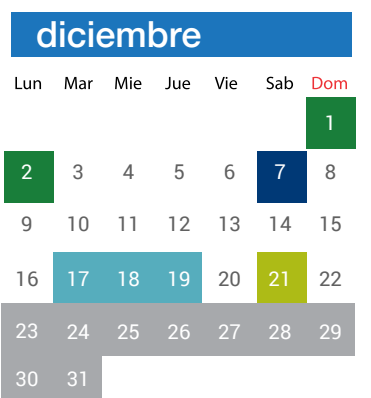 diciembre
Lun Mar Mie Jue Vie Sab Dom
1
2 3 4 5 6 7 8
9 10 11 12 13 14 15
16 17 18 19 20 21 22
23 24 25 26 27 28 29
30 31